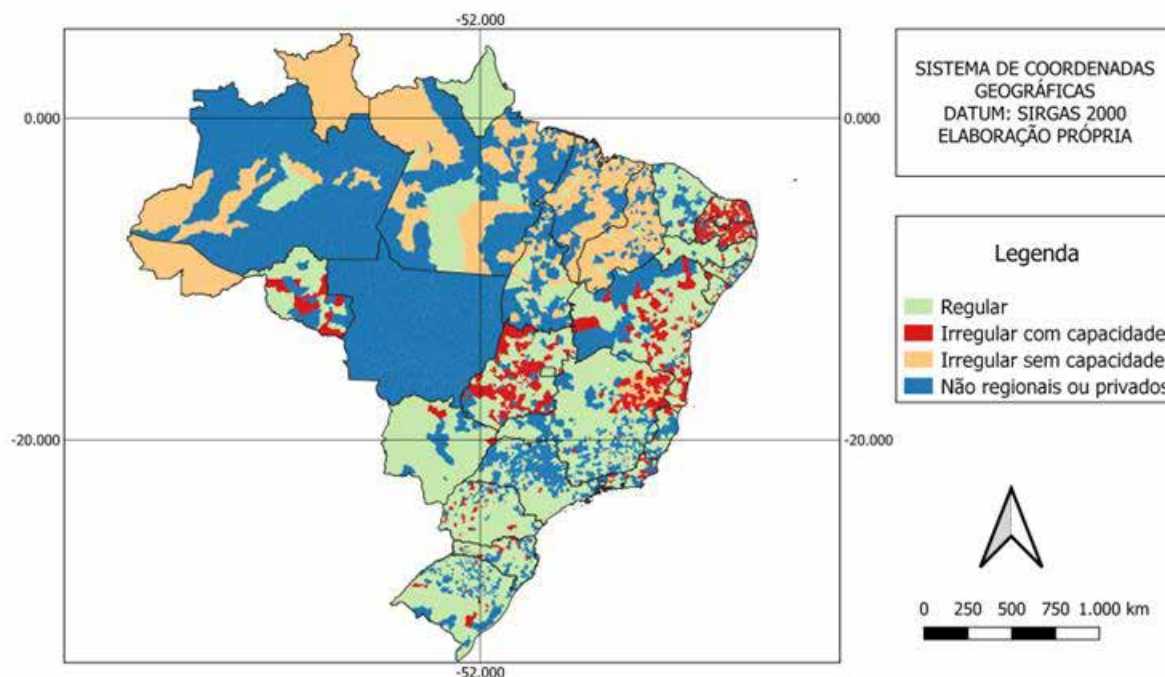 -52.000
0.000
0.000
-20.000
-20.000
-52.000
SISTEMA DE COORDENADAS
GEOGRÁFICAS
DATUM: SIRGAS 2000
ELABORAÇÃO PRÓPRIA
Legenda
Regular
Irregular com capacidade
Irregular sem capacidade
Não regionais ou privados
0 250 500 750 1.000 km